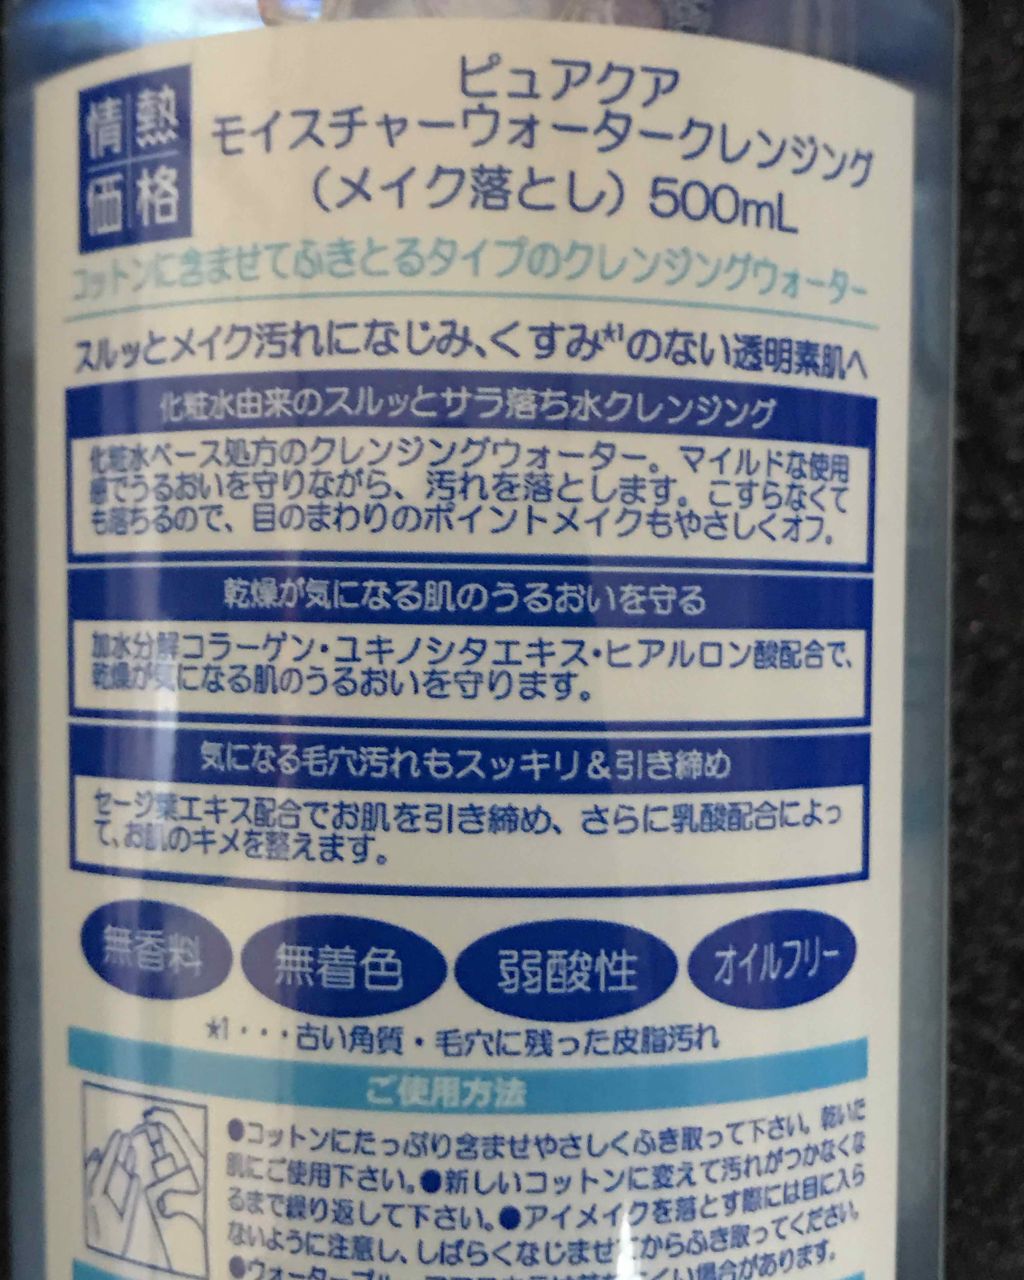 情熱
価格
ピュアクア
モイスチャーウォータークレンジング
(メイク落とし) 500mL
コットンに含ませてふきとるタイプのクレンジングウォーター
スルッとメイク汚れになじみ、くすみ*1のない透明素肌へ
化粧水由来のスルッとサラ落ち水クレンジング
化粧水ベース処方のクレンジングウォーター。マイルドな使用
感でうるおいを守りながら、汚れを落とします。こすらなくて
も落ちるので、目のまわりのポイントメイクもやさしくオフ。
乾燥が気になる肌のうるおいを守る
加水分解コラーゲン・ユキノシタエキス・ヒアルロン酸配合で、
乾燥が気になる肌のうるおいを守ります。
気になる毛穴汚れもスッキリ&引き締め
セージ葉エキス配合でお肌を引き締め、さらに乳酸配合によっ
て、お肌のキメを整えます。
無香料 無着色 弱酸性 オイルフリー
*1・・・古い角質・毛穴に残った皮脂汚れ
ご使用方法
●コットンにたっぷり含ませやさしくふき取って下さい。乾いた
肌にご使用下さい。●新しいコットンに変えて汚れがつかなくな
るまで繰り返して下さい。●アイメイクを落とす際には目に入ら
ないように注意し、しばらくなじませてからふき取ってください。
●ウォータープルーフ にくい場合があります。